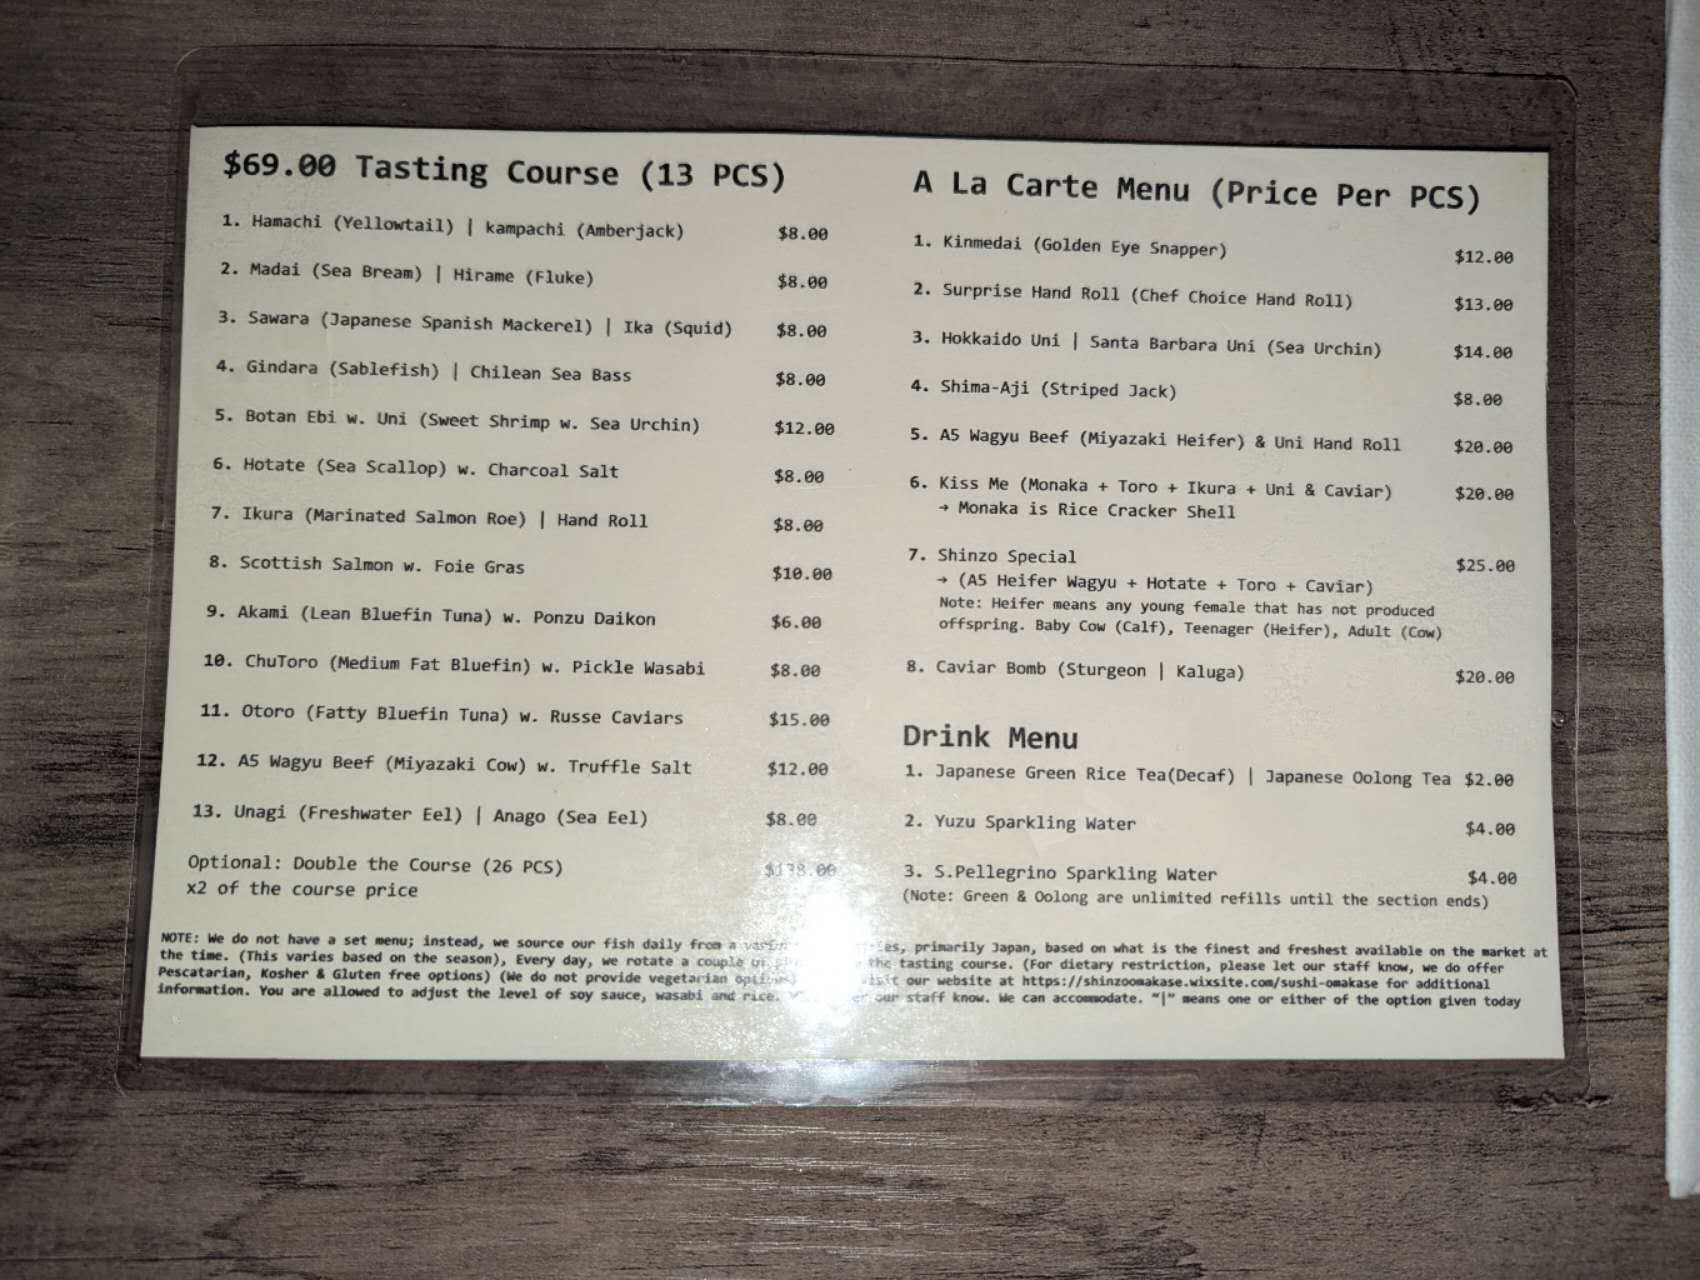 $69.00 Tasting Course (13 PCS)
1. Hamachi (Yellowtail) | kampachi (Amberjack) $8.00
2. Madai (Sea Bream) | Hirame (Fluke) $8.00
3. Sawara (Japanese Spanish Mackerel) | Ika (Squid) $8.00
4. Gindara (Sablefish) | Chilean Sea Bass $8.00
5. Botan Ebi w. Uni (Sweet Shrimp w. Sea Urchin) $12.00
6. Hotate (Sea Scallop) w. Charcoal Salt $8.00
7. Ikura (Marinated Salmon Roe) | Hand Roll $8.00
8. Scottish Salmon w. Foie Gras $10.00
9. Akami (Lean Bluefin Tuna) w. Ponzu Daikon $6.00
10. ChuToro (Medium Fat Bluefin) w. Pickle Wasabi $8.00
11. Otoro (Fatty Bluefin Tuna) w. Russe Caviars $15.00
12. A5 Wagyu Beef (Miyazaki Cow) w. Truffle Salt $12.00
13. Unagi (Freshwater Eel) | Anago (Sea Eel) $8.00
Optional: Double the Course (26 PCS) $138.00
x2 of the course price
A La Carte Menu (Price Per PCS)
1. Kinmedai (Golden Eye Snapper) $12.00
2. Surprise Hand Roll (Chef Choice Hand Roll) $13.00
3. Hokkaido Uni | Santa Barbara Uni (Sea Urchin) $14.00
4. Shima-Aji (Striped Jack) $8.00
5. A5 Wagyu Beef (Miyazaki Heifer) & Uni Hand Roll $20.00
6. Kiss Me (Monaka + Toro + Ikura + Uni & Caviar) $20.00
→ Monaka is Rice Cracker Shell
7. Shinzo Special $25.00
→ (A5 Heifer Wagyu + Hotate + Toro + Caviar)
Note: Heifer means any young female that has not produced
offspring. Baby Cow (Calf), Teenager (Heifer), Adult (Cow)
8. Caviar Bomb (Sturgeon | Kaluga) $20.00
Drink Menu
1. Japanese Green Rice Tea(Decaf) | Japanese Oolong Tea $2.00
2. Yuzu Sparkling Water $4.00
3. S.Pellegrino Sparkling Water $4.00
(Note: Green & Oolong are unlimited refills until the section ends)
NOTE: We do not have a set menu; instead, we source our fish daily from a primarily Japan, based on what is the finest and freshest available on the market at
the time. (This varies based on the season), Every day, we rotate a couple the tasting course. (For dietary restriction, please let our staff know, we do offer
Pescatarian, Kosher & Gluten free options) (We do not provide vegetarian our website at https://shinzoomakase.wixsite.com/sushi-omakase for additional
information. You are allowed to adjust the level of soy sauce, wasabi and rice. our staff know. We can accommodate. "|" means one or either of the option given today